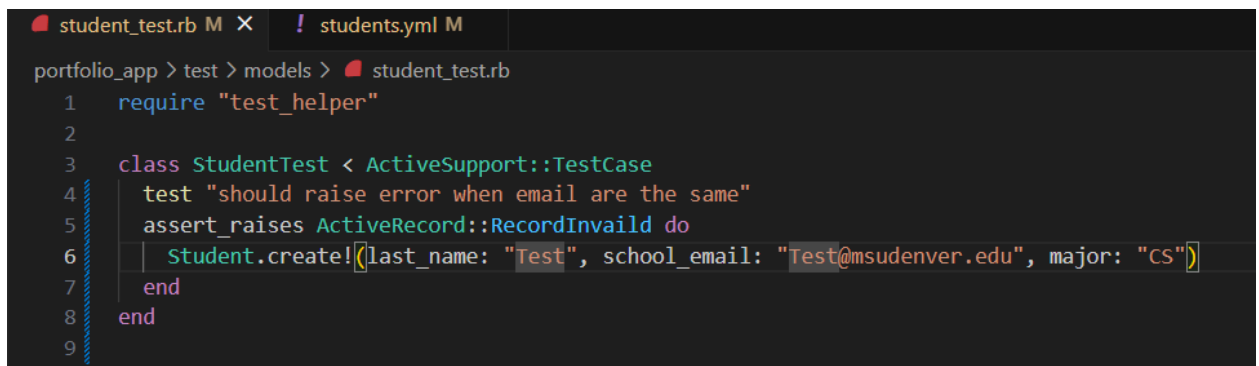 student_test.rb M X ! students.yml M
portfolio_app > test > models > student_test.rb
1 require "test_helper"
2
3 class StudentTest < ActiveSupport::TestCase
4 test "should raise error when email are the same"
5 assert_raises ActiveRecord::RecordInvaild do
6 Student.create!(last_name: "Test", school_email: "Test@msudenver.edu", major: "CS")
7 end
8 end
9